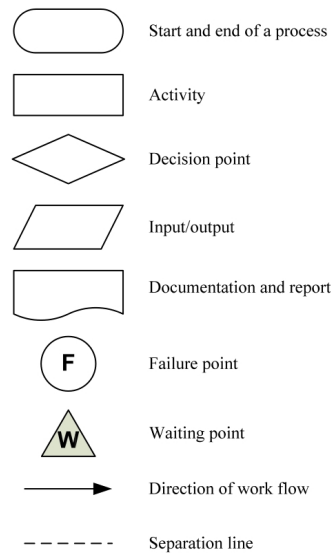 Start and end of a process
Activity
Decision point
Input/output
Documentation and report
F
Failure point
W
Waiting point
Direction of work flow
Separation line